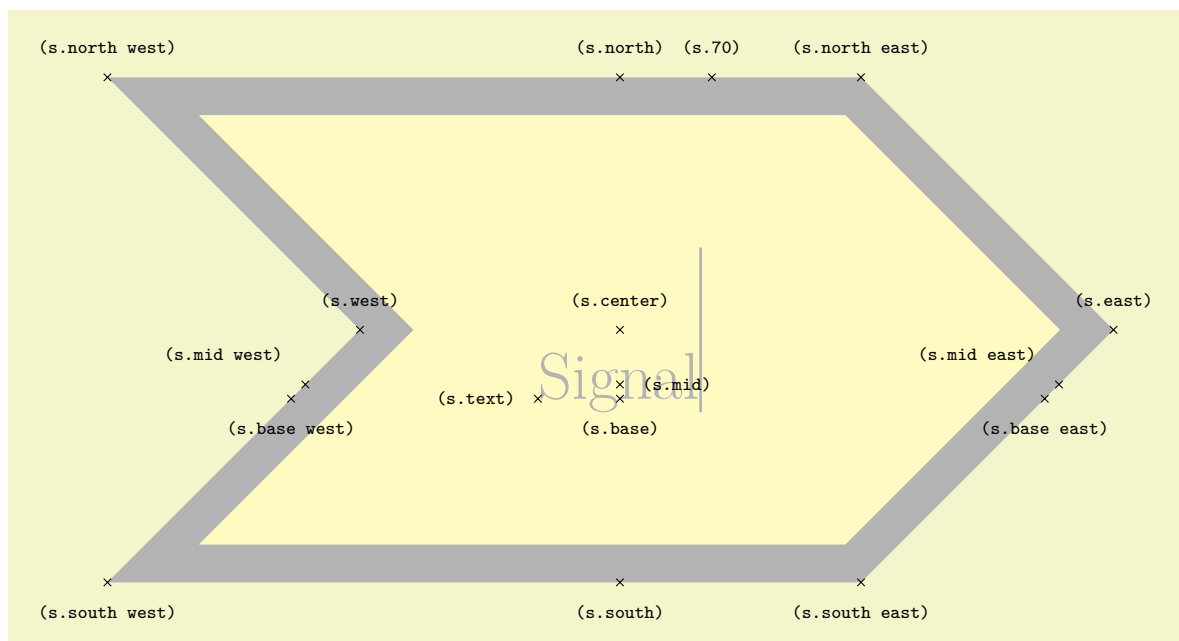 (s.north west) (s.north) (s.70) (s.north east)
(s.west) (s.center) (s.east)
(s.mid west) (s.mid east)
Signal (s.mid)
(s.text)
(s.base west) (s.base) (s.base east)
(s.south west) (s.south) (s.south east)